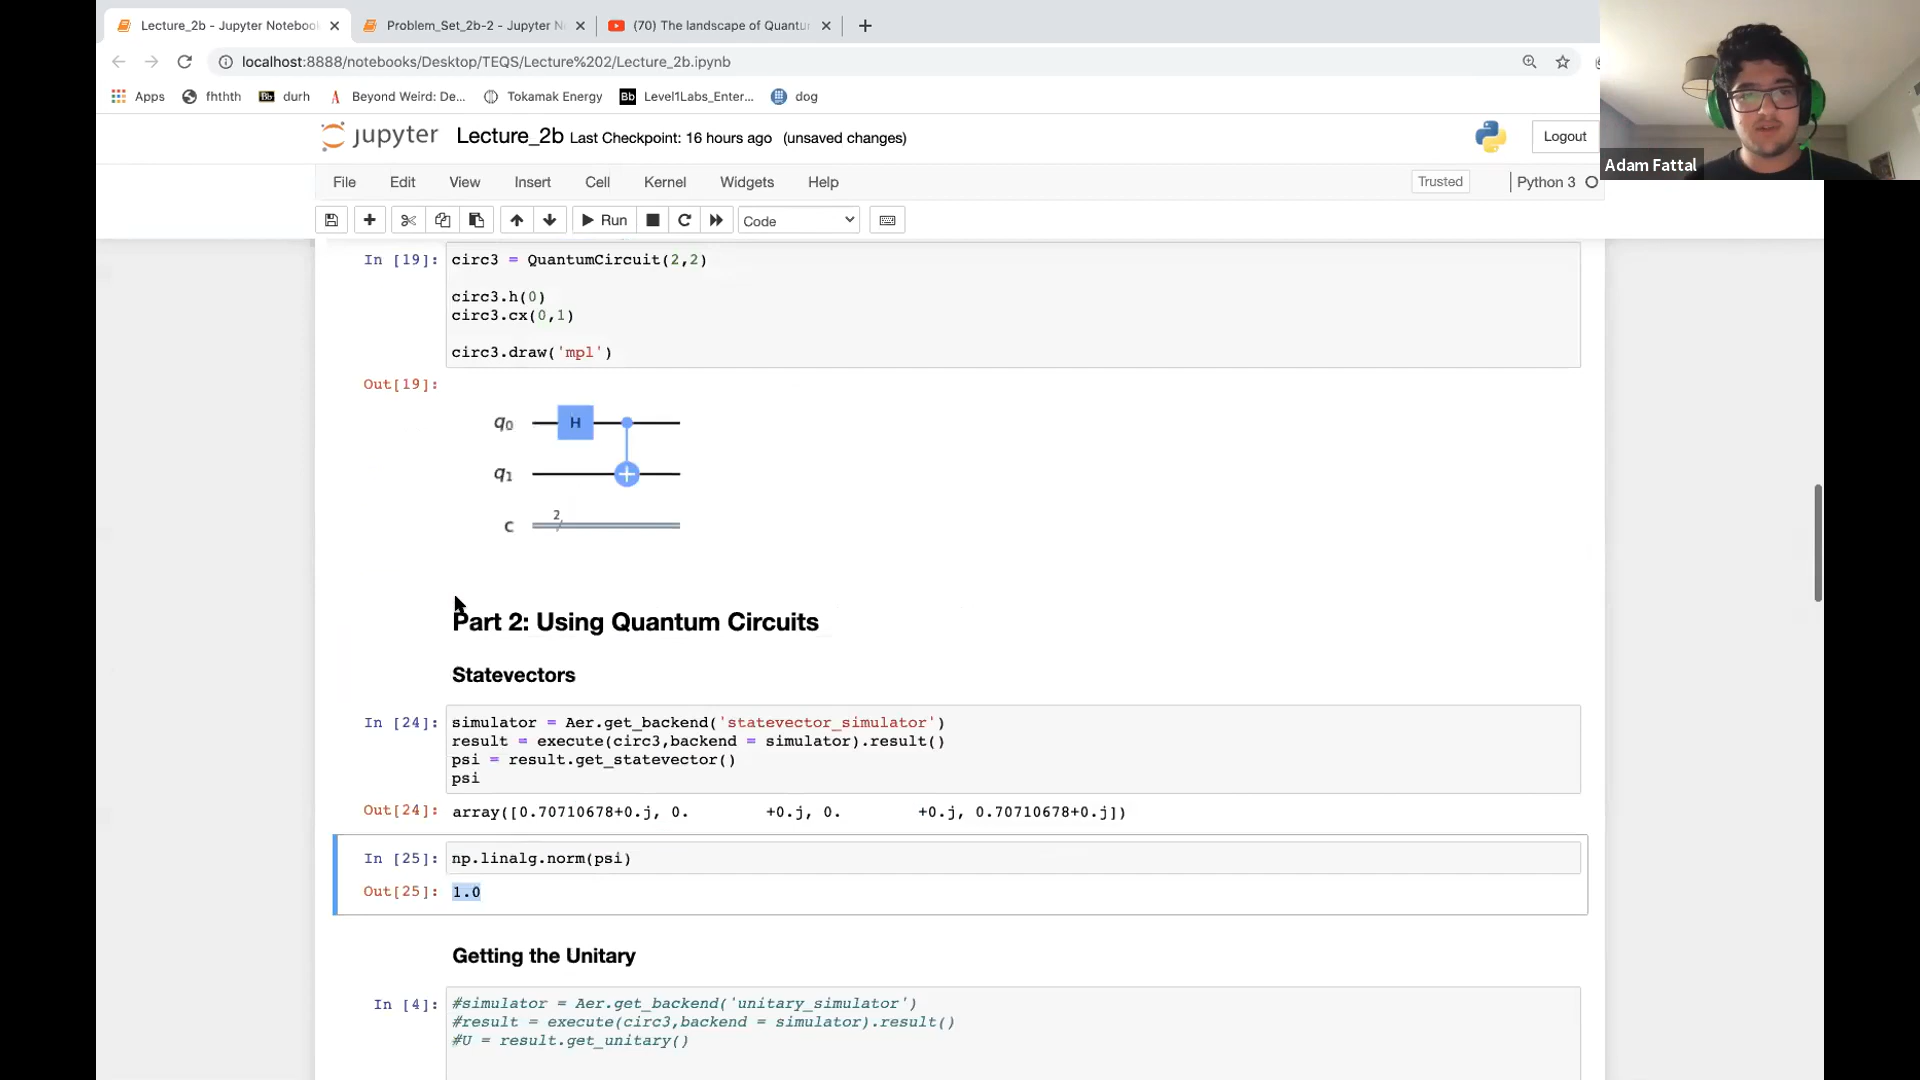 Lecture_2b - Jupyter Notebook
Problem_Set_2b-2 - Jupyter N
(70) The landscape of Quantu
localhost:8888/notebooks/Desktop/TEQS/Lecture%202/Lecture_2b.ipynb
Apps
fhthth
Bb durh
Beyond Weird: De...
Tokamak Energy
Bb Level1Labs_Enter...
dog
jupyter Lecture_2b Last Checkpoint: 16 hours ago (unsaved changes)
Logout
Adam Fattal
File Edit View Insert Cell Kernel Widgets Help
Trusted
Python 3
Run
Code
In [19]: circ3 = QuantumCircuit(2,2)
circ3.h(0)
circ3.cx(0,1)
circ3.draw('mpl')
Out[19]:
q0 H
q1
2
c
Part 2: Using Quantum Circuits
Statevectors
In [24]: simulator = Aer.get_backend('statevector_simulator')
result = execute(circ3,backend = simulator).result()
psi = result.get_statevector()
psi
Out[24]: array([0.70710678+0.j, 0. +0.j, 0. +0.j, 0.70710678+0.j])
In [25]: np.linalg.norm(psi)
Out[25]: 1.0
Getting the Unitary
In [4]: #simulator = Aer.get_backend('unitary_simulator')
#result = execute(circ3,backend = simulator).result()
#U = result.get_unitary()